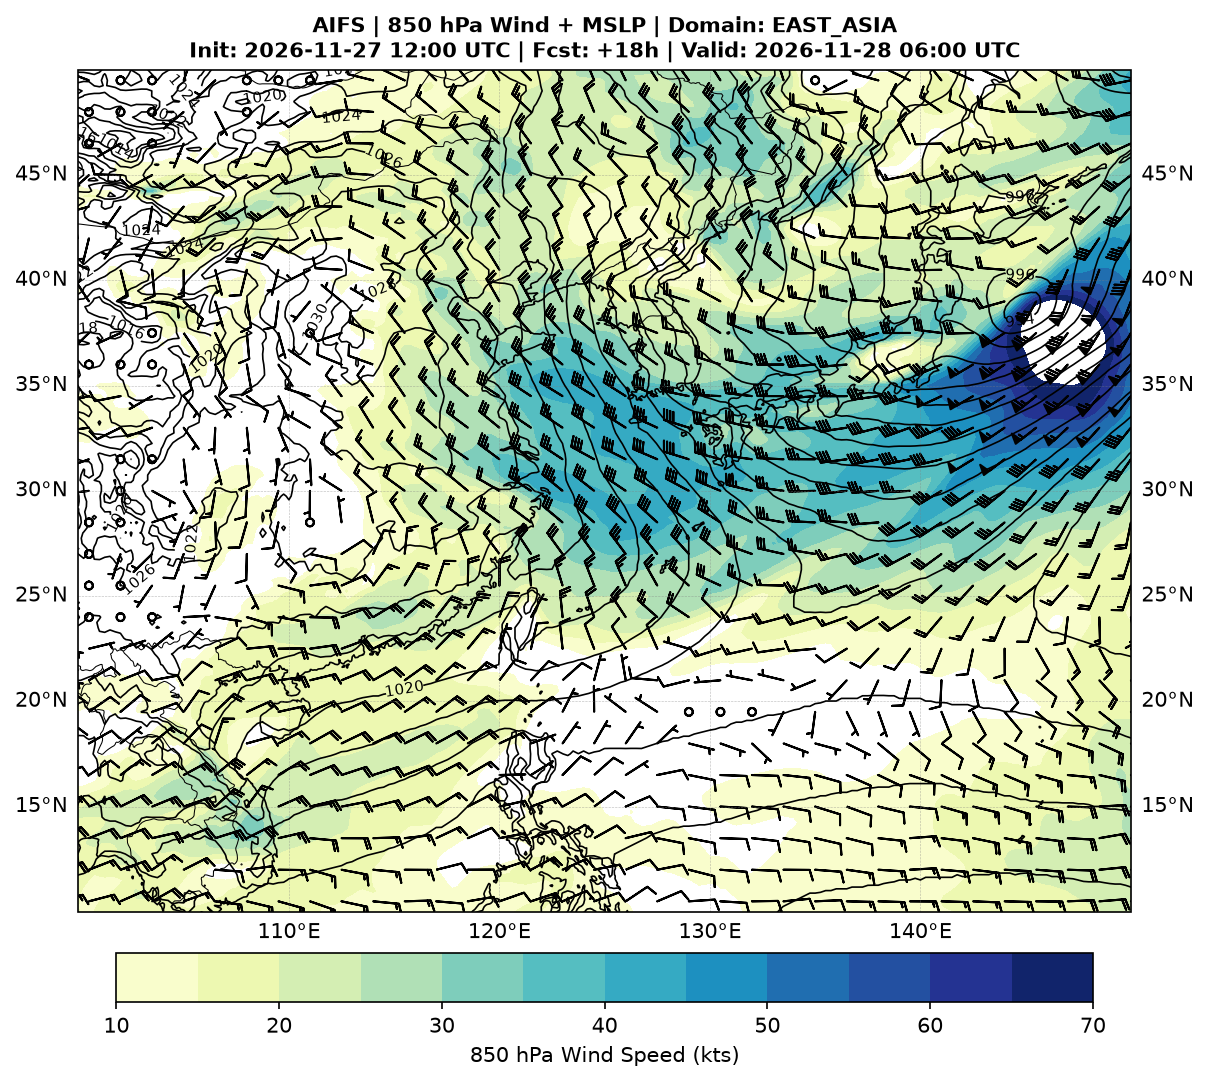 AIFS | 850 hPa Wind + MSLP | Domain: EAST_ASIA
Init: 2026-11-27 12:00 UTC | Fcst: +18h | Valid: 2026-11-28 06:00 UTC
1020
1024
1026
45°N
45°N
996
1024
1024
40°N
40°N
996
1028
1030
1020
35°N
35°N
30°N
30°N
1022
1026
25°N
25°N
1020
20°N
20°N
15°N
15°N
110°E
120°E
130°E
140°E
10
20
30
40
50
60
70
850 hPa Wind Speed (kts)